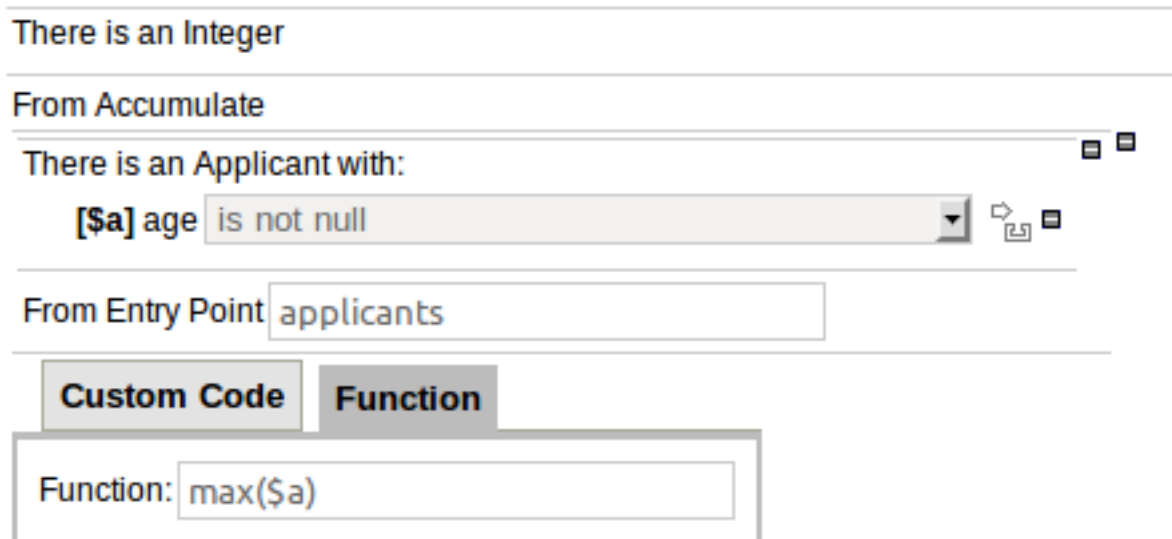 There is an Integer
From Accumulate
There is an Applicant with:
[$a] age is not null
From Entry Point applicants
Custom Code Function
Function: max($a)